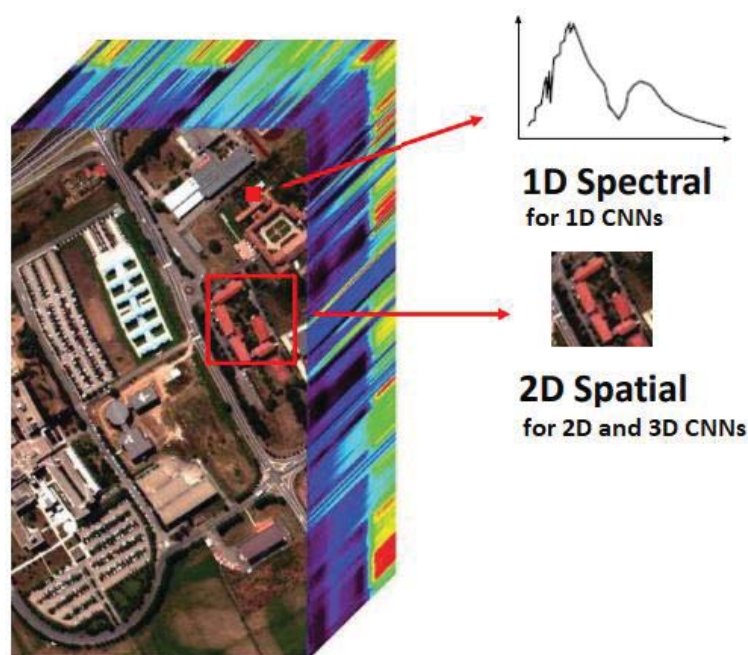 1D Spectral
for 1D CNNs
2D Spatial
for 2D and 3D CNNs